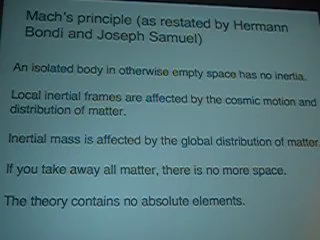 Mach's principle (as restated by Hermann
Bondi and Joseph Samuel)
An isolated body in otherwise empty space has no inertia.
Local inertial frames are affected by the cosmic motion and
distribution of matter.
Inertial mass is affected by the global distribution of matter.
If you take away all matter, there is no more space.
The theory contains no absolute elements.